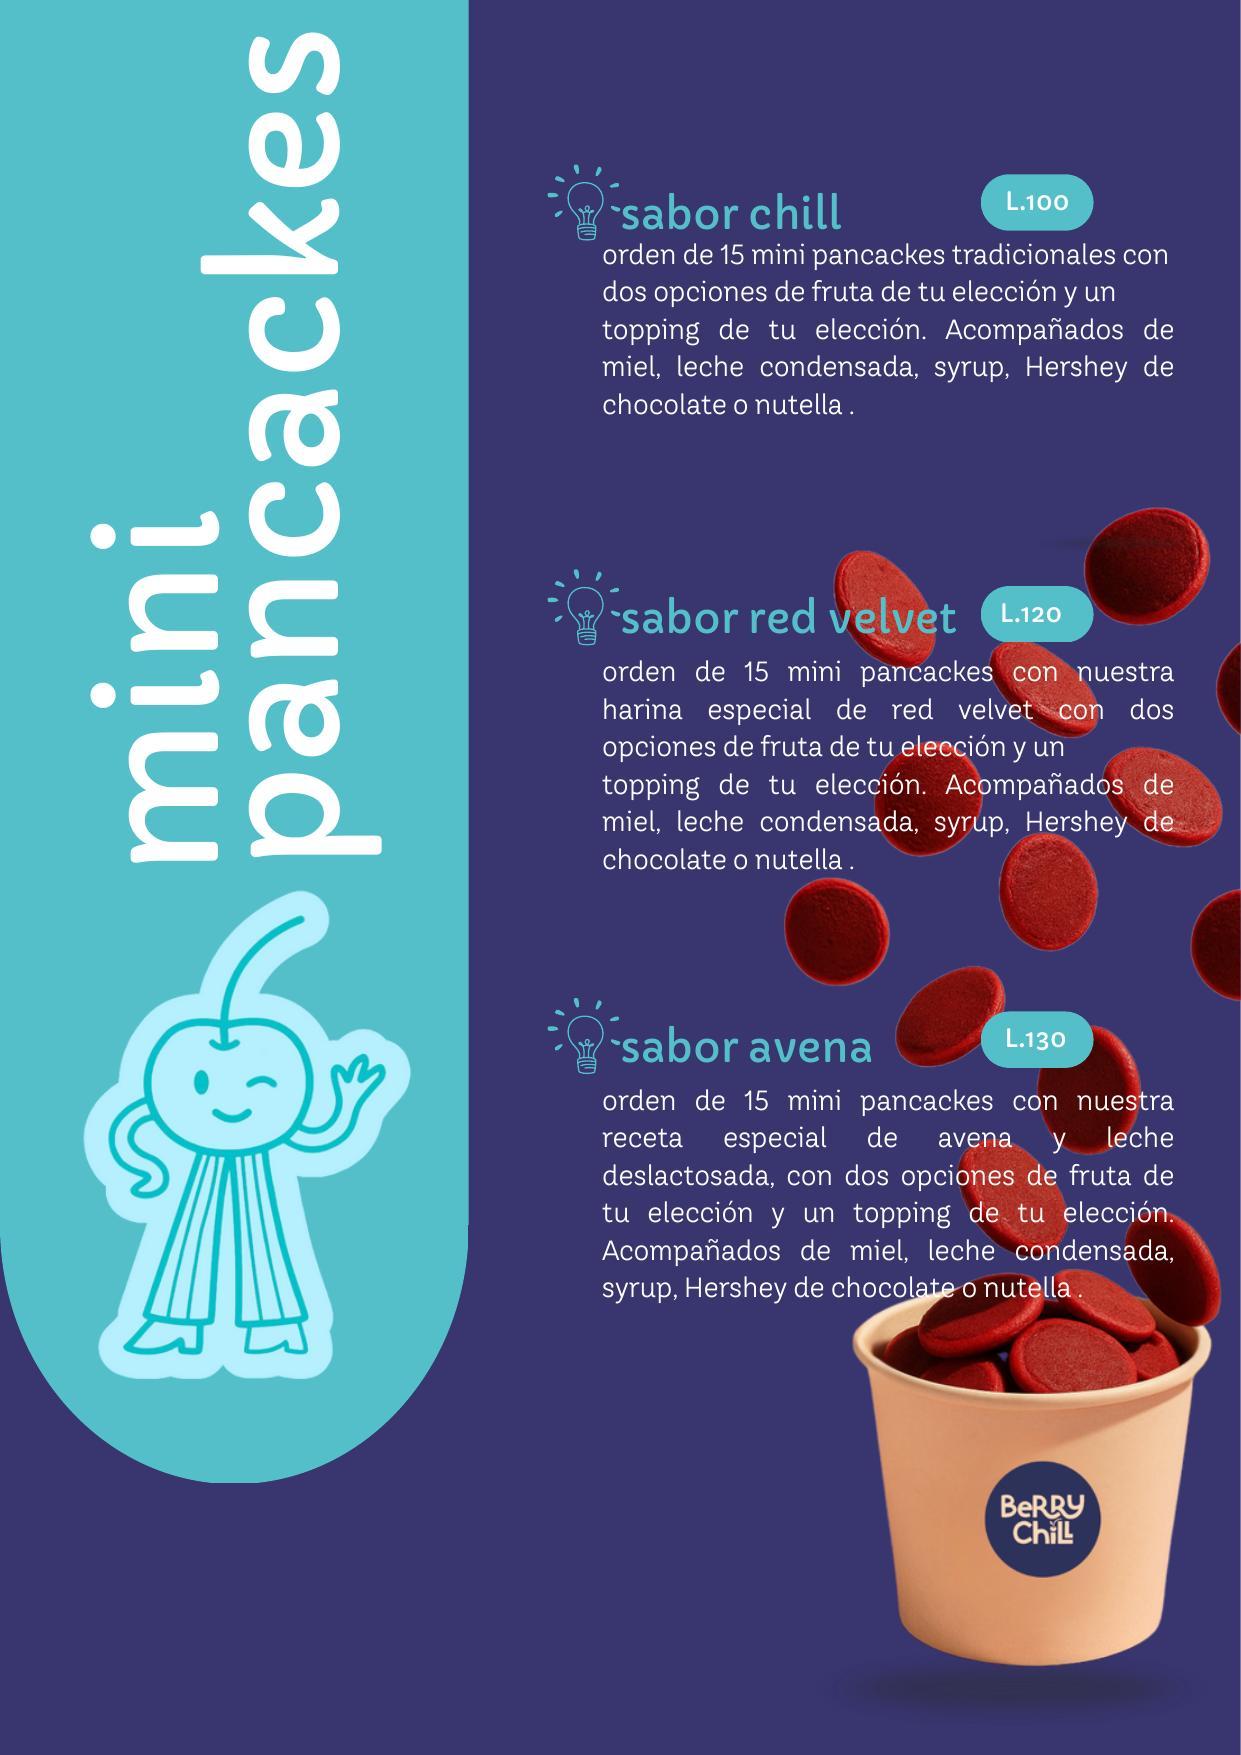 mini
pancackes
sabor chill
L.100
orden de 15 mini pancackes tradicionales con
dos opciones de fruta de tu elección y un
topping de tu elección. Acompañados de
miel, leche condensada, syrup, Hershey de
chocolate o nutella .
sabor red velvet
L.120
orden de 15 mini pancackes con nuestra
harina especial de red velvet con dos
opciones de fruta de tu elección y un
topping de tu elección. Acompañados de
miel, leche condensada, syrup, Hershey de
chocolate o nutella .
sabor avena
L.130
orden de 15 mini pancackes con nuestra
receta especial de avena y leche
deslactosada, con dos opciones de fruta de
tu elección y un topping de tu elección.
Acompañados de miel, leche condensada,
syrup, Hershey de chocolate o nutella .
BeRRY
Chill